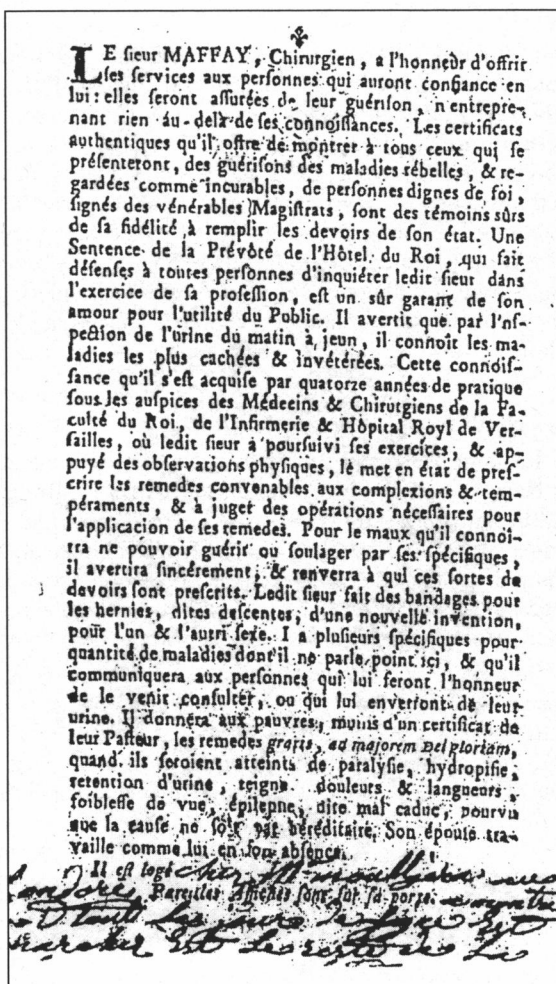 LE ſieur MAFFAY, Chirurgien, a l'honneur d'offrir
ſes ſervices aux perſonnes qui auront confiance en
lui : elles ſeront aſſurées de leur guériſon, n'entrepre-
nant rien au-delà de ſes connoiſſances. Les certificats
authentiques qu'il offre de montrer à tous ceux qui ſe
préſenteront, des guériſons des maladies rébelles, & re-
gardées comme incurables, de perſonnes dignes de foi,
ſignés des vénérables Magiſtrats, ſont des témoins sûrs
de ſa fidélité à remplir les devoirs de ſon état. Une
Sentence de la Prévôté de l'Hôtel du Roi, qui fait
défenſes à toutes perſonnes d'inquiéter ledit ſieur dans
l'exercice de ſa profeſſion, eſt un sûr garant de ſon
amour pour l'utilité du Public. Il avertit que par l'inſ-
pection de l'urine du matin à jeun, il connoît les ma-
ladies les plus cachées & invétérées. Cette connoiſ-
ſance qu'il s'eſt acquiſe par quatorze années de pratique
ſous les auſpices des Médecins & Chirurgiens de la Fa-
culté du Roi, de l'Infirmerie & Hôpital Royl de Ver-
ſailles, où ledit ſieur a pourſuivi ſes exercices, & ap-
puyé des obſervations phyſiques, le met en état de preſ-
crire les remedes convenables aux complexions & tem-
péraments, & à juger des opérations néceſſaires pour
l'application de ſes remedes. Pour le maux qu'il connoî-
tra ne pouvoir guérir ou ſoulager par ſes ſpécifiques,
il avertira ſincérement, & renverra à qui ces ſortes de
devoirs ſont preſcrits. Ledit ſieur fait des bandages pour
les hernies, dites deſcentes, d'une nouvelle invention,
pour l'un & l'autri ſexe. I a pluſieurs ſpécifiques pour
quantité de maladies dont il ne parle point ici, & qu'il
communiquera aux perſonnes qui lui feront l'honneur
de le venir conſulter, ou qui lui enverront de leur
urine. Il donnera aux pauvres, munis d'un certificat de
leur Paſteur, les remedes gratis, ad majorem Dei gloriam,
quand ils ſeroient atteints de paralyſie, hydropiſie,
retention d'urine, teigne douleurs & langueurs,
foibleſſe de vue, épilepne, dite mal caduc, pourvu
que la cauſe ne ſoit pas héréditaire. Son épouſe tra-
vaille comme lui en ſon abſence.
Il eſt logé chez
Pareilles Affiches ſont ſur ſa porte.
tout les jours de
Est